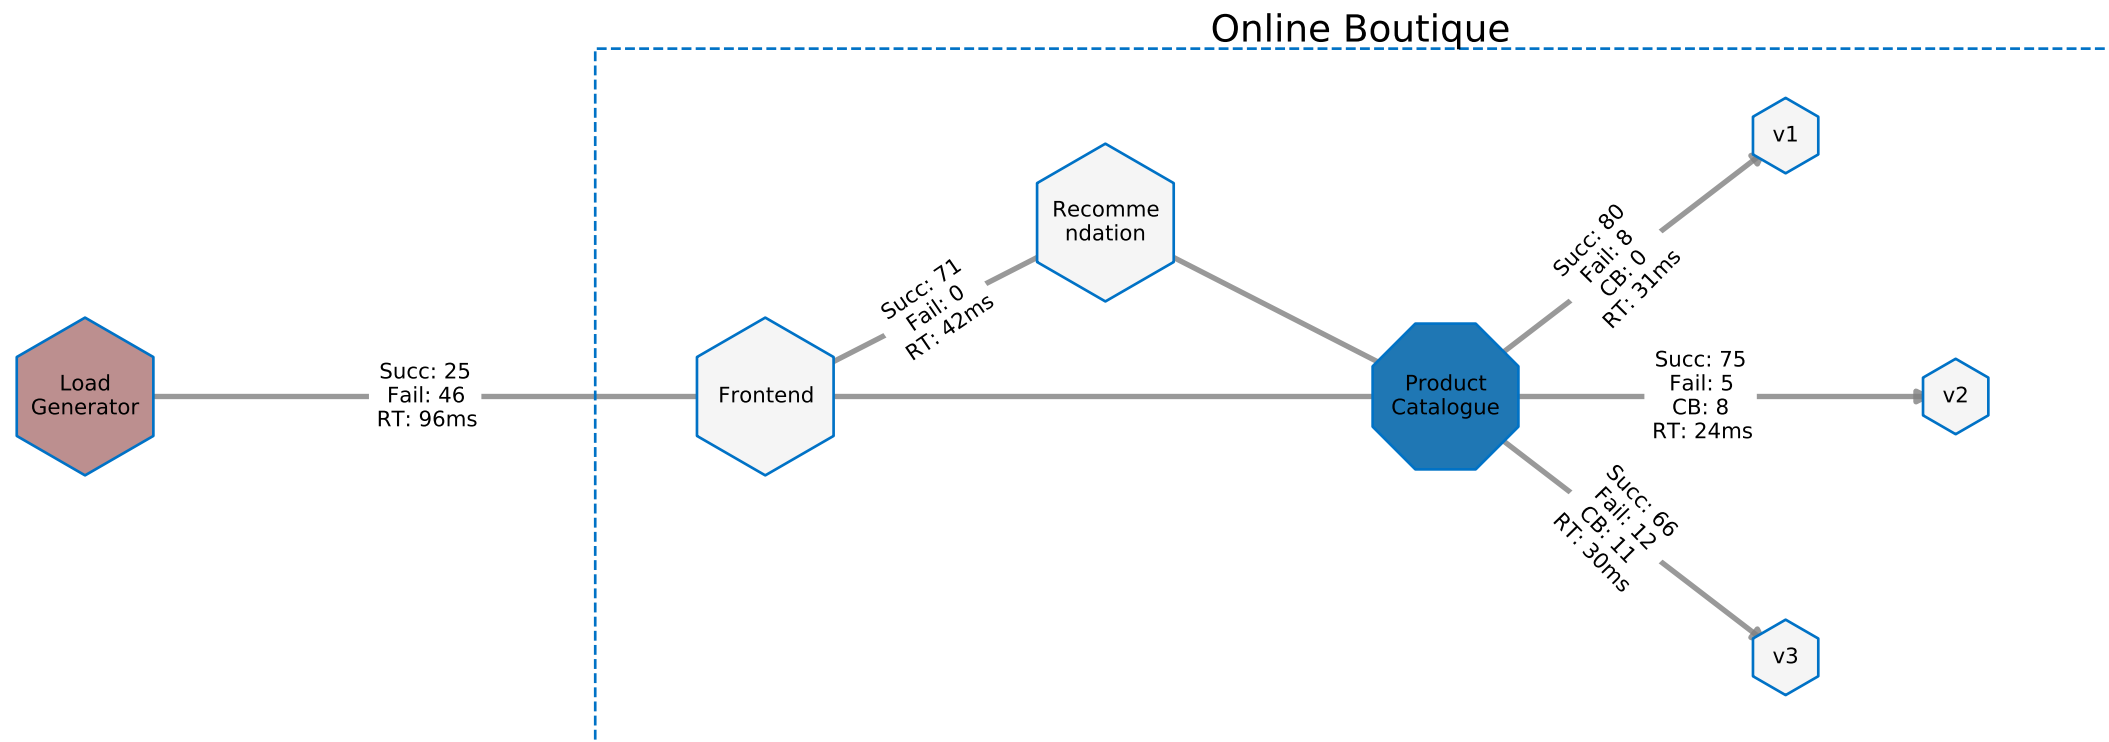 Online Boutique
Load
Generator
Succ: 25
Fail: 46
RT: 96ms
Frontend
Succ: 71
Fail: 0
RT: 42ms
Recomme
ndation
Product
Catalogue
Succ: 80
Fail: 8
CB: 0
RT: 31ms
v1
Succ: 75
Fail: 5
CB: 8
RT: 24ms
v2
Succ: 66
Fail: 12
CB: 11
RT: 30ms
v3